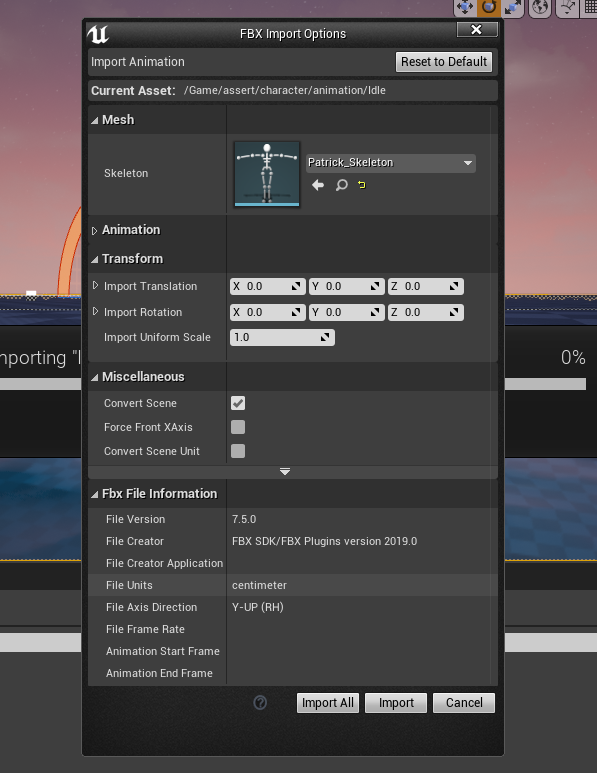 FBX Import Options
Import Animation Reset to Default
Current Asset: /Game/assert/character/animation/Idle
Mesh
Skeleton Patrick_Skeleton
Animation
Transform
Import Translation X 0.0 Y 0.0 Z 0.0
Import Rotation X 0.0 Y 0.0 Z 0.0
Import Uniform Scale 1.0
mporting "I 0%
Miscellaneous
Convert Scene
Force Front XAxis
Convert Scene Unit
Fbx File Information
File Version 7.5.0
File Creator FBX SDK/FBX Plugins version 2019.0
File Creator Application
File Units centimeter
File Axis Direction Y-UP (RH)
File Frame Rate
Animation Start Frame
Animation End Frame
Import All Import Cancel